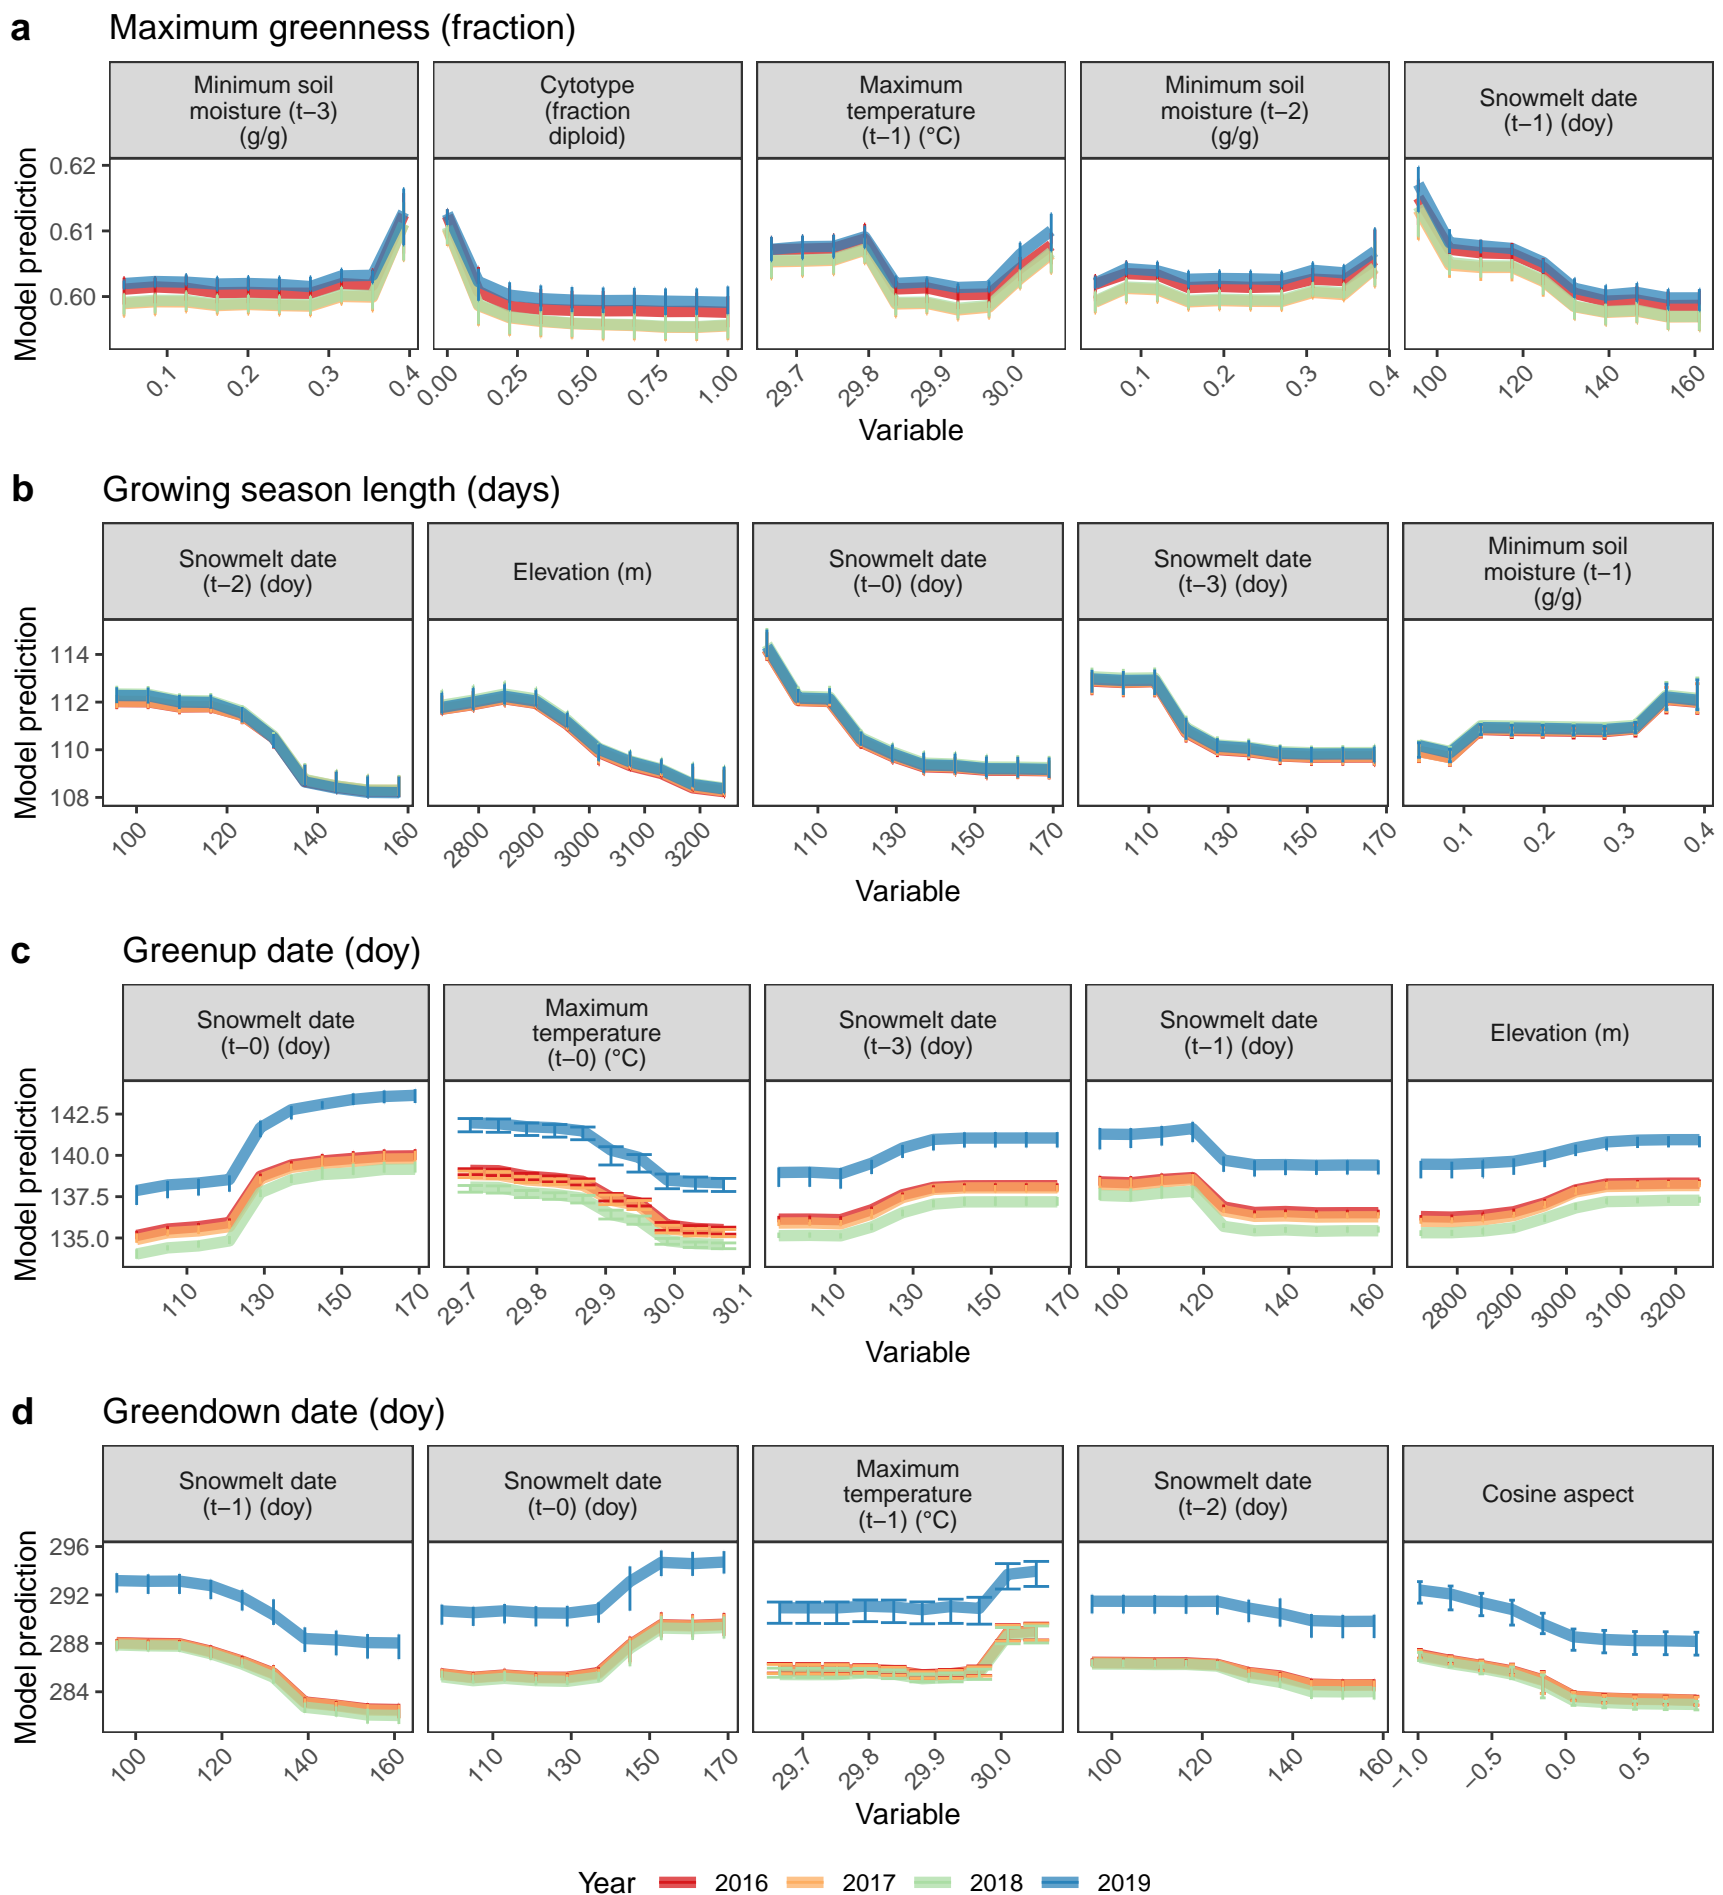 a Maximum greenness (fraction)
Minimum soil
moisture (t−3)
(g/g)
Cytotype
(fraction
diploid)
Maximum
temperature
(t−1) (°C)
Minimum soil
moisture (t−2)
(g/g)
Snowmelt date
(t−1) (doy)
Model prediction
0.62
0.61
0.60
0.1 0.2 0.3 0.4
0.00 0.25 0.50 0.75 1.00
29.7 29.8 29.9 30.0
0.1 0.2 0.3 0.4
100 120 140 160
Variable
b Growing season length (days)
Snowmelt date
(t−2) (doy)
Elevation (m)
Snowmelt date
(t−0) (doy)
Snowmelt date
(t−3) (doy)
Minimum soil
moisture (t−1)
(g/g)
Model prediction
114
112
110
108
100 120 140 160
2800 2900 3000 3100 3200
110 130 150 170
110 130 150 170
0.1 0.2 0.3 0.4
Variable
c Greenup date (doy)
Snowmelt date
(t−0) (doy)
Maximum
temperature
(t−0) (°C)
Snowmelt date
(t−3) (doy)
Snowmelt date
(t−1) (doy)
Elevation (m)
Model prediction
142.5
140.0
137.5
135.0
110 130 150 170
29.7 29.8 29.9 30.0 30.1
110 130 150 170
100 120 140 160
2800 2900 3000 3100 3200
Variable
d Greendown date (doy)
Snowmelt date
(t−1) (doy)
Snowmelt date
(t−0) (doy)
Maximum
temperature
(t−1) (°C)
Snowmelt date
(t−2) (doy)
Cosine aspect
Model prediction
296
292
288
284
100 120 140 160
110 130 150 170
29.7 29.8 29.9 30.0
100 120 140 160
−1.0 −0.5 0.0 0.5
Variable
Year 2016 2017 2018 2019